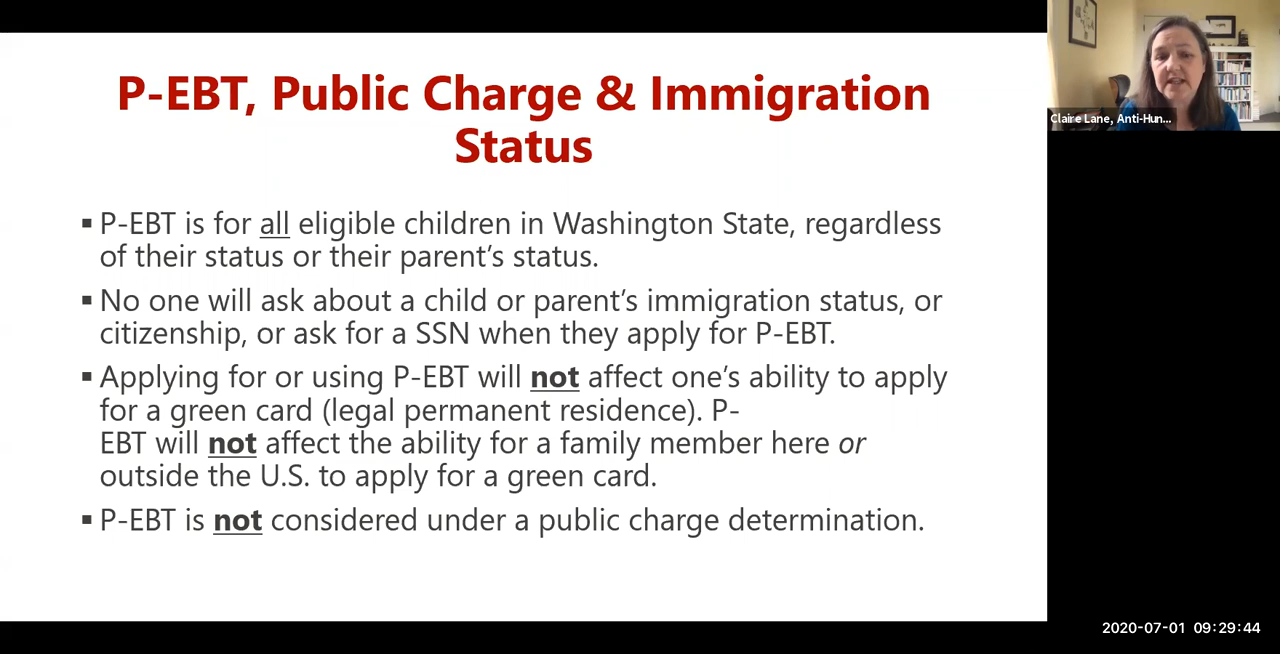 P-EBT, Public Charge & Immigration
Status
▪ P-EBT is for all eligible children in Washington State, regardless
of their status or their parent's status.
▪ No one will ask about a child or parent's immigration status, or
citizenship, or ask for a SSN when they apply for P-EBT.
▪ Applying for or using P-EBT will not affect one's ability to apply
for a green card (legal permanent residence). P-
EBT will not affect the ability for a family member here or
outside the U.S. to apply for a green card.
▪ P-EBT is not considered under a public charge determination.
Claire Lane, Anti-Hun...
2020-07-01 09:29:44